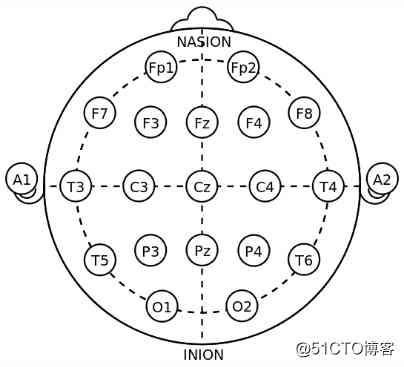 NASION
Fp1 Fp2
F7 F3 Fz F4 F8
A1 T3 C3 Cz C4 T4 A2
T5 P3 Pz P4 T6
O1 O2
INION
@51CTO博客